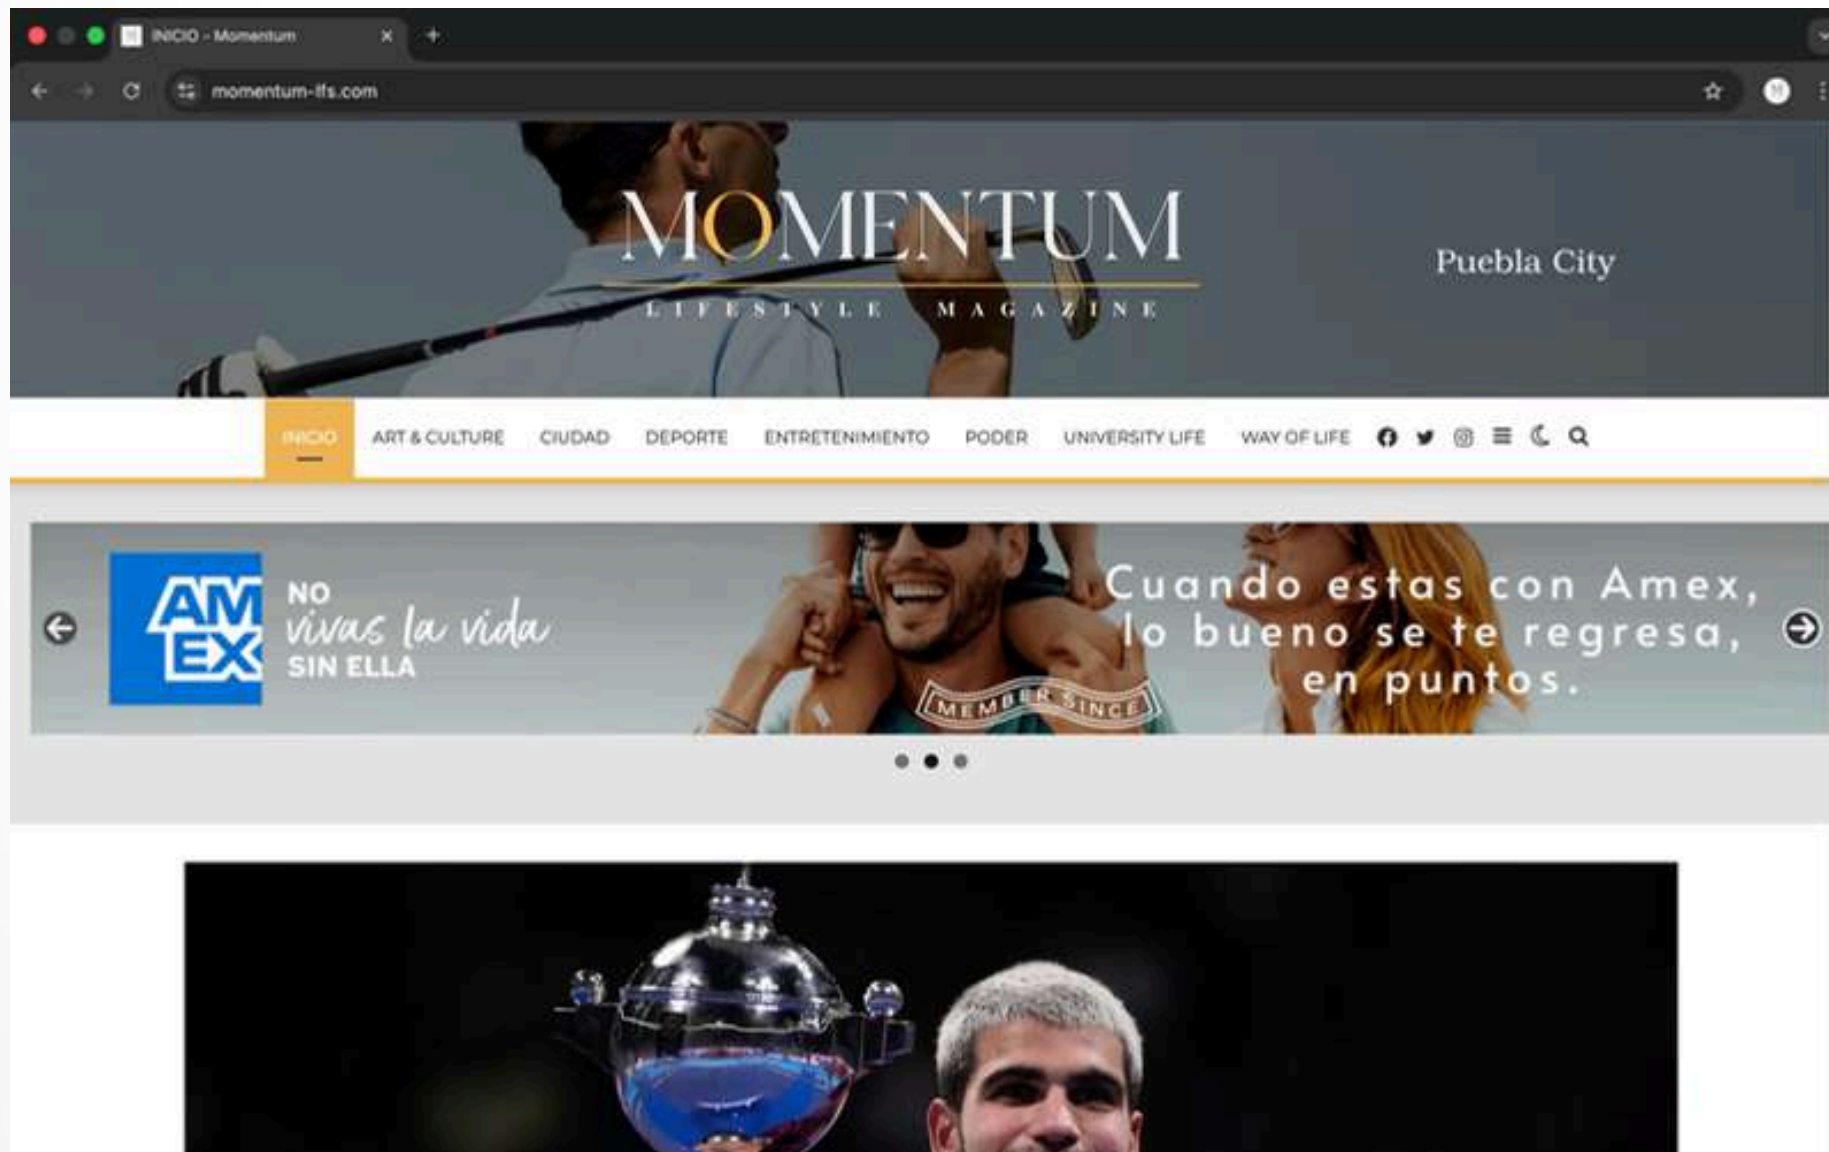 INICIO - Momentum
momentum-lfs.com
MOMENTUM
LIFESTYLE MAGAZINE
Puebla City
INICIO
ART & CULTURE
CIUDAD
DEPORTE
ENTRETENIMIENTO
PODER
UNIVERSITY LIFE
WAY OF LIFE
AM
EX
NO
vivas la vida
SIN ELLA
MEMBER SINCE
Cuando estas con Amex,
lo bueno se te regresa,
en puntos.